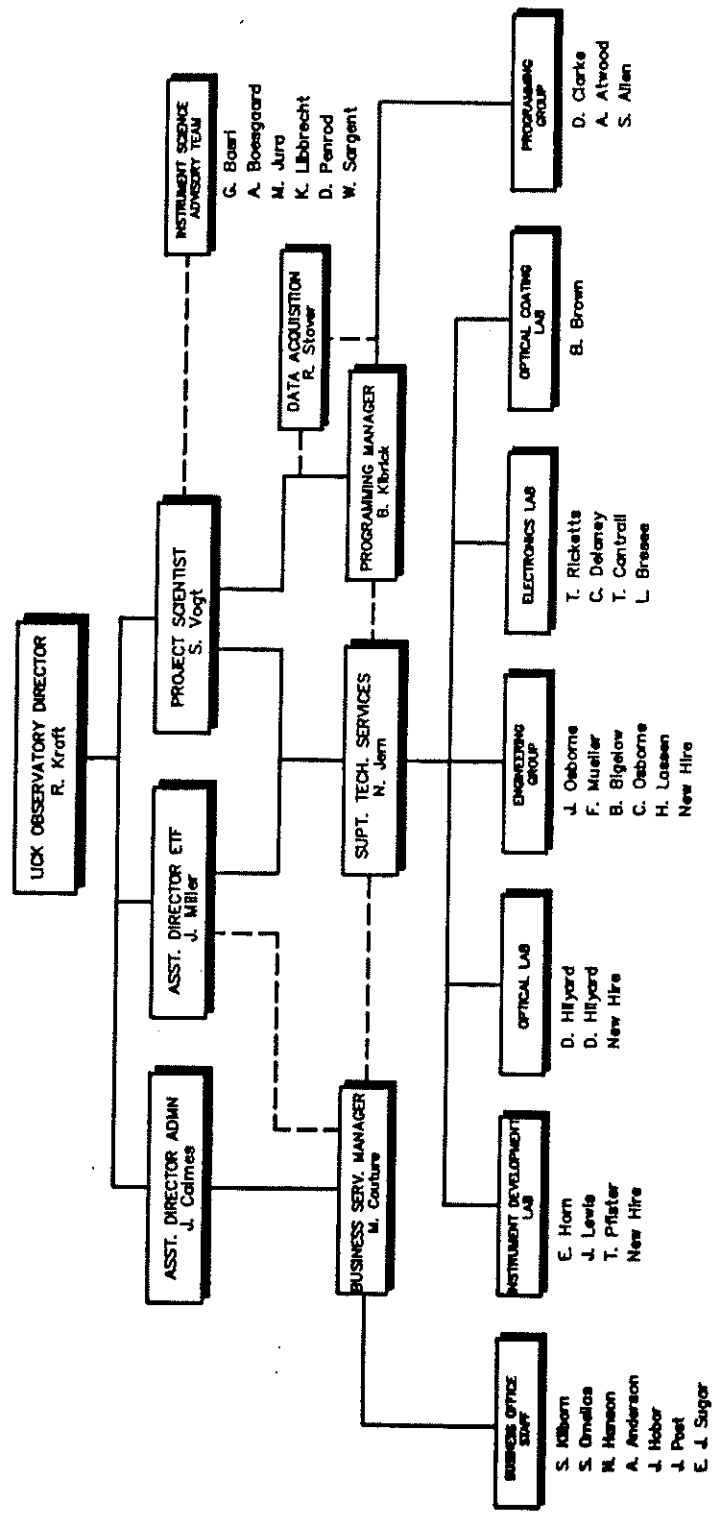 LICK OBSERVATORY DIRECTOR
R. Kraft
ASST. DIRECTOR ADMN
J. Calmes
ASST. DIRECTOR ETF
J. Miller
PROJECT SCIENTIST
S. Vogt
INSTRUMENT SCIENCE
ADVISORY TEAM
G. Basri
A. Boesgaard
M. Jura
K. Libbrecht
D. Penrod
W. Sargent
DATA ACQUISITION
R. Stover
BUSINESS SERV. MANAGER
M. Couture
SUPT. TECH. SERVICES
N. Jern
PROGRAMMING MANAGER
B. Kibrick
BUSINESS OFFICE
STAFF
S. Kilborn
S. Ornellas
N. Hanson
A. Anderson
J. Hobar
J. Post
E. J. Sugar
INSTRUMENT DEVELOPMENT
LAB
E. Horn
J. Lewis
T. Pfister
New Hire
OPTICAL LAB
D. Hilyard
D. Hilyard
New Hire
ENGINEERING
GROUP
J. Osborne
F. Mueller
B. Bigelow
C. Osborne
H. Lassen
New Hire
ELECTRONICS LAB
T. Ricketts
C. Delaney
T. Cantrall
L. Bresee
OPTICAL COATING
LAB
B. Brown
PROGRAMMING
GROUP
D. Clarke
A. Atwood
S. Allen